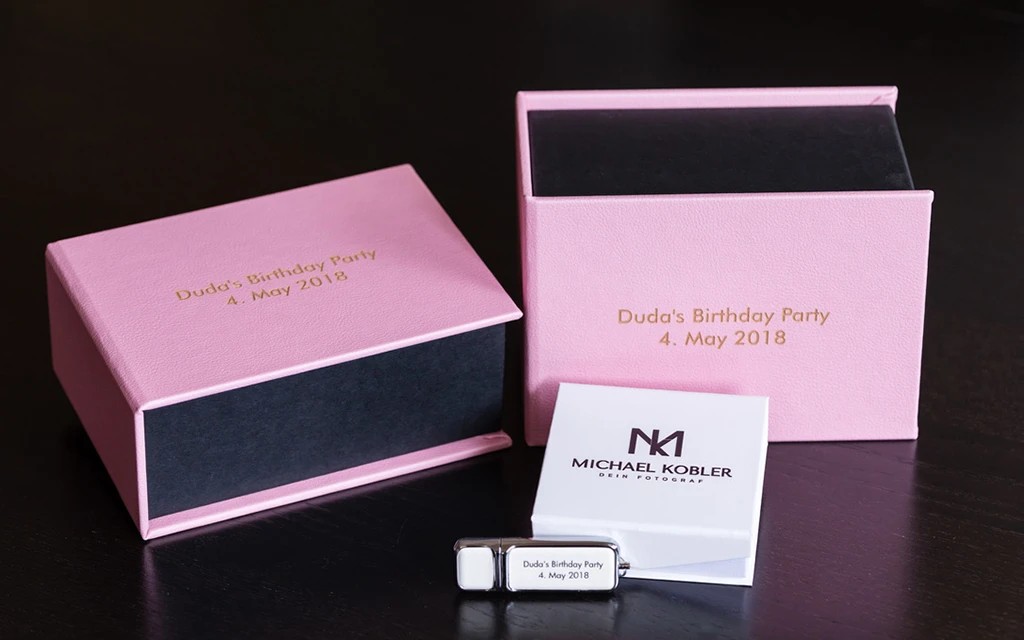 Duda's Birthday Party
4. May 2018
Duda's Birthday Party
4. May 2018
MK
MICHAEL KOBLER
DEIN FOTOGRAF
Duda's Birthday Party
4. May 2018